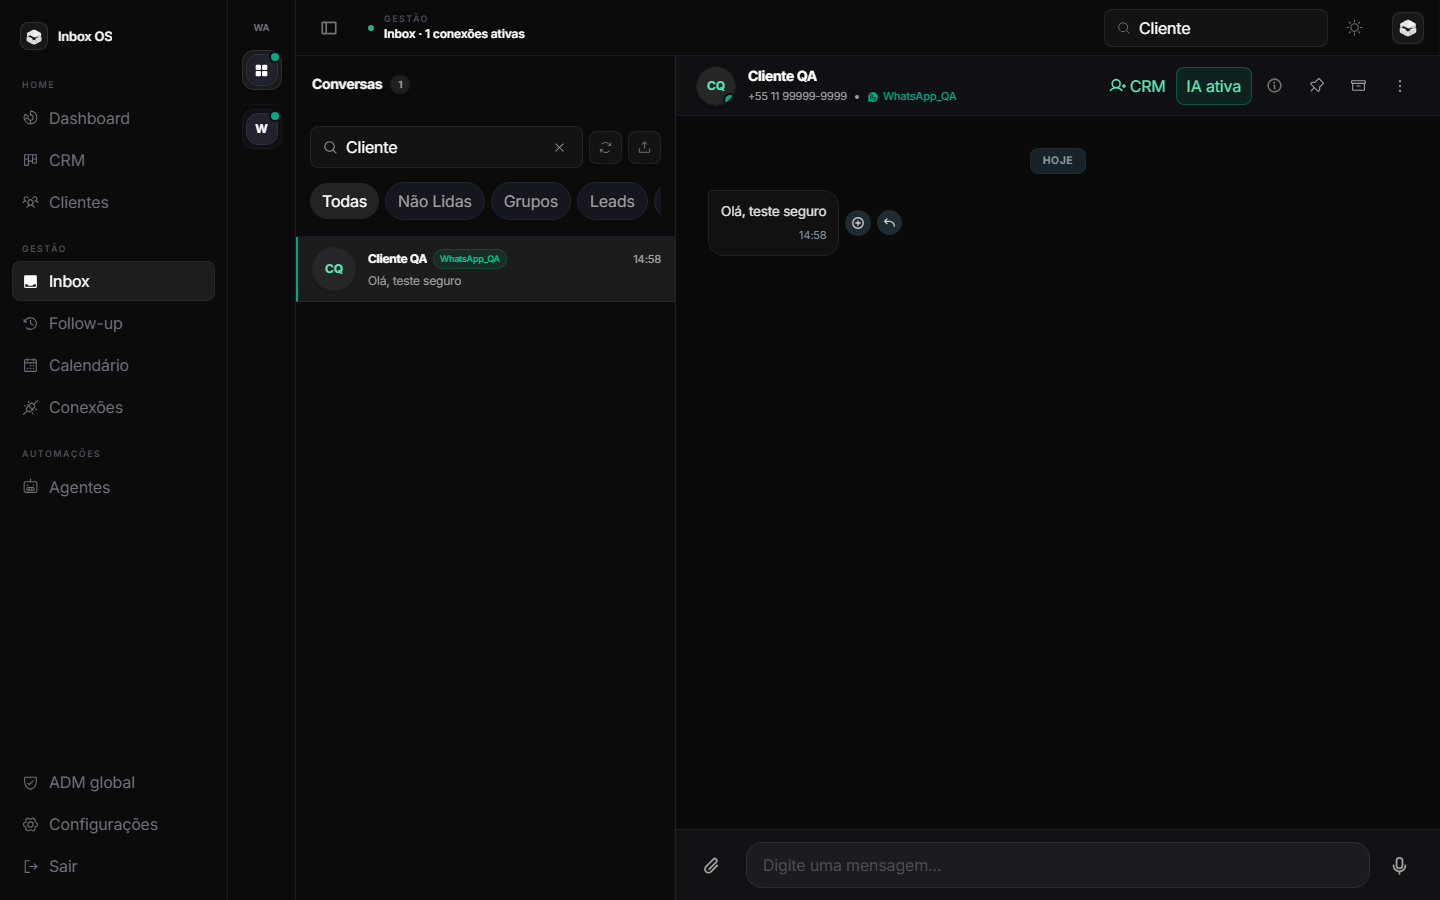 Inbox OS
HOME
Dashboard
CRM
Clientes
GESTÃO
Inbox
Follow-up
Calendário
Conexões
AUTOMAÇÕES
Agentes
ADM global
Configurações
Sair
WA
W
GESTÃO
Inbox · 1 conexões ativas
Cliente
Conversas 1
Cliente
Todas Não Lidas Grupos Leads
CQ
Cliente QA WhatsApp_QA 14:58
Olá, teste seguro
CQ
Cliente QA
+55 11 99999-9999 • WhatsApp_QA
CRM IA ativa
HOJE
Olá, teste seguro
14:58
Digite uma mensagem...